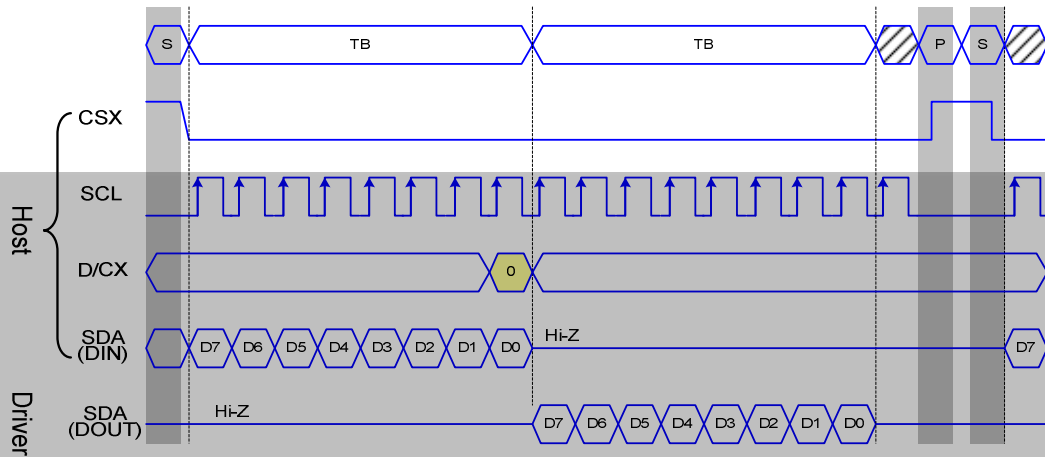 S TB TB P S
CSX
SCL
Host
D/CX 0
SDA
(DIN) D7 D6 D5 D4 D3 D2 D1 D0 Hi-Z D7
Driver
SDA
(DOUT) Hi-Z D7 D6 D5 D4 D3 D2 D1 D0